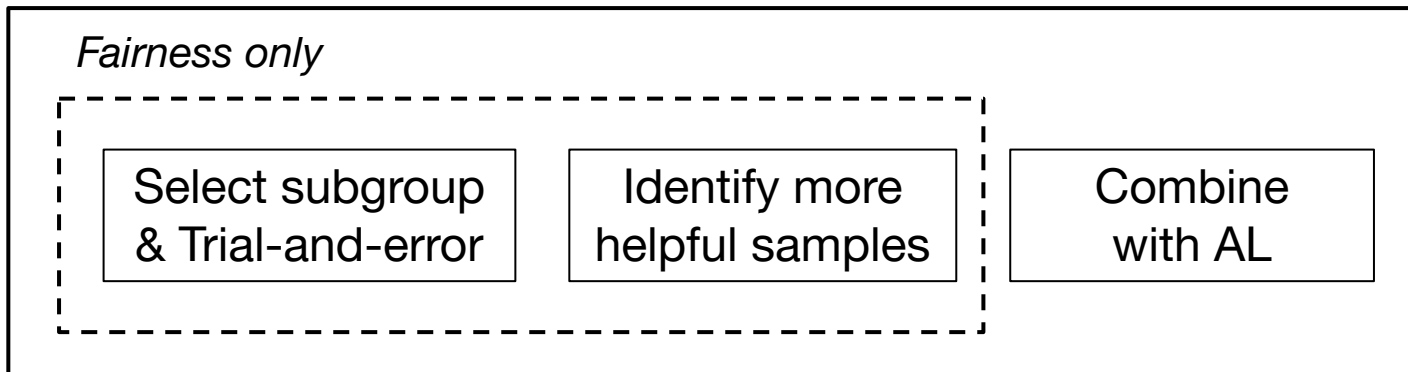 Fairness only
Select subgroup
& Trial-and-error
Identify more
helpful samples
Combine
with AL